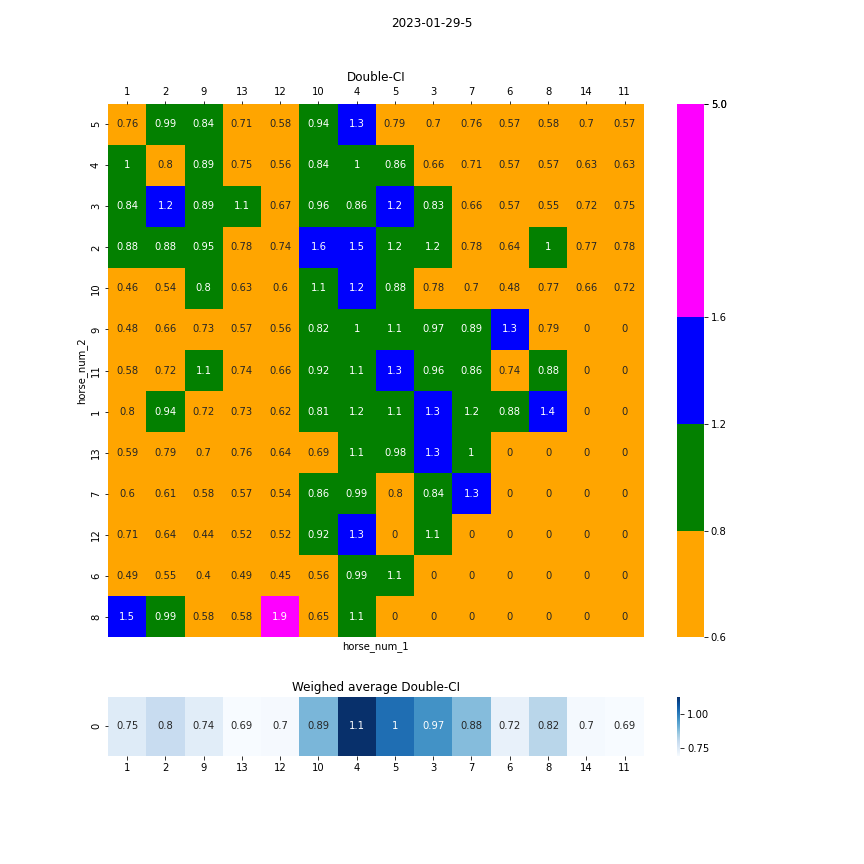 2023-01-29-5
Double-CI
1 2 9 13 12 10 4 5 3 7 6 8 14 11
5 0.76 0.99 0.84 0.71 0.58 0.94 1.3 0.79 0.7 0.76 0.57 0.58 0.7 0.57
4 1 0.8 0.89 0.75 0.56 0.84 1 0.86 0.66 0.71 0.57 0.57 0.63 0.63
3 0.84 1.2 0.89 1.1 0.67 0.96 0.86 1.2 0.83 0.66 0.57 0.55 0.72 0.75
2 0.88 0.88 0.95 0.78 0.74 1.6 1.5 1.2 1.2 0.78 0.64 1 0.77 0.78
10 0.46 0.54 0.8 0.63 0.6 1.1 1.2 0.88 0.78 0.7 0.48 0.77 0.66 0.72
9 0.48 0.66 0.73 0.57 0.56 0.82 1 1.1 0.97 0.89 1.3 0.79 0 0
11 0.58 0.72 1.1 0.74 0.66 0.92 1.1 1.3 0.96 0.86 0.74 0.88 0 0
1 0.8 0.94 0.72 0.73 0.62 0.81 1.2 1.1 1.3 1.2 0.88 1.4 0 0
13 0.59 0.79 0.7 0.76 0.64 0.69 1.1 0.98 1.3 1 0 0 0 0
7 0.6 0.61 0.58 0.57 0.54 0.86 0.99 0.8 0.84 1.3 0 0 0 0
12 0.71 0.64 0.44 0.52 0.52 0.92 1.3 0 1.1 0 0 0 0 0
6 0.49 0.55 0.4 0.49 0.45 0.56 0.99 1.1 0 0 0 0 0 0
8 1.5 0.99 0.58 0.58 1.9 0.65 1.1 0 0 0 0 0 0 0
horse_num_2
horse_num_1
5.0
1.6
1.2
0.8
0.6
Weighed average Double-CI
0 0.75 0.8 0.74 0.69 0.7 0.89 1.1 1 0.97 0.88 0.72 0.82 0.7 0.69
1 2 9 13 12 10 4 5 3 7 6 8 14 11
1.00
0.75